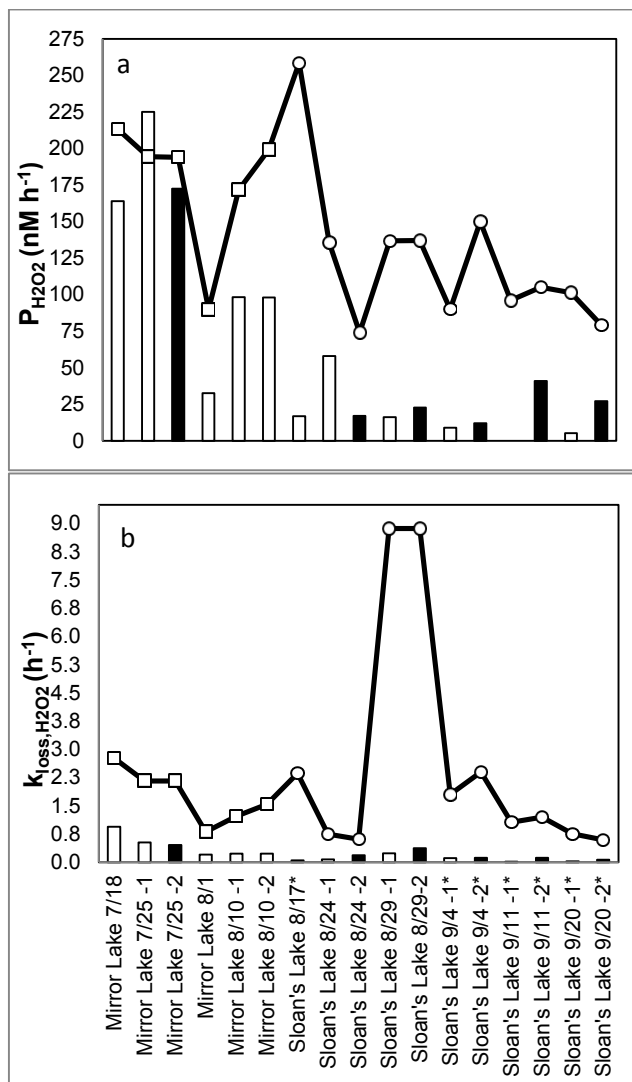 a
P_H2O2 (nM h^-1)
275
250
225
200
175
150
125
100
75
50
25
0
b
k_loss,H2O2 (h^-1)
9.0
8.3
7.5
6.8
6.0
5.3
4.5
3.8
3.0
2.3
1.5
0.8
0.0
Mirror Lake 7/18
Mirror Lake 7/25 -1
Mirror Lake 7/25 -2
Mirror Lake 8/1
Mirror Lake 8/10 -1
Mirror Lake 8/10 -2
Sloan's Lake 8/17*
Sloan's Lake 8/24 -1
Sloan's Lake 8/24 -2
Sloan's Lake 8/29 -1
Sloan's Lake 8/29-2
Sloan's Lake 9/4 -1*
Sloan's Lake 9/4 -2*
Sloan's Lake 9/11 -1*
Sloan's Lake 9/11 -2*
Sloan's Lake 9/20 -1*
Sloan's Lake 9/20 -2*